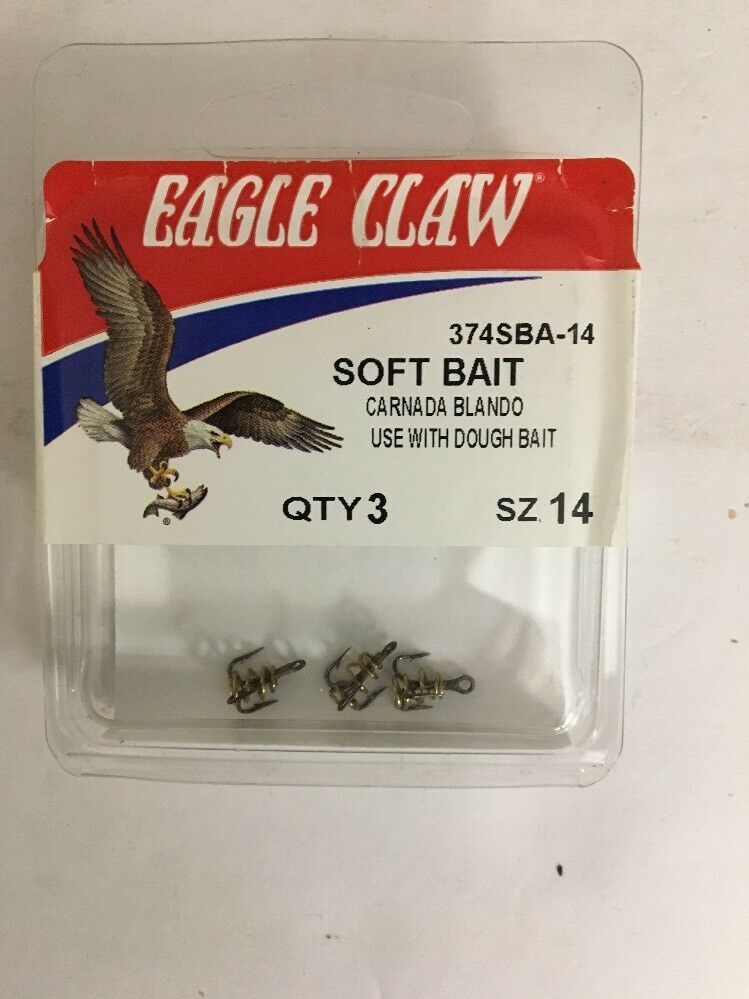 EAGLE CLAW®
374SBA-14
SOFT BAIT
CARNADA BLANDO
USE WITH DOUGH BAIT
QTY 3 SZ. 14
®